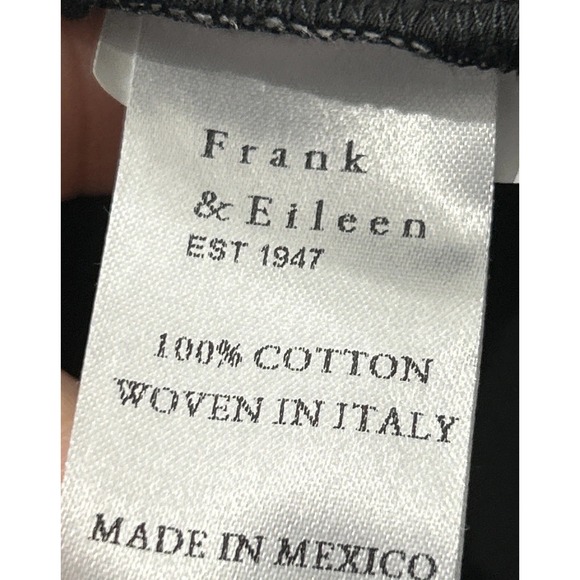 Frank
& Eileen
EST 1947
100% COTTON
WOVEN IN ITALY
MADE IN MEXICO